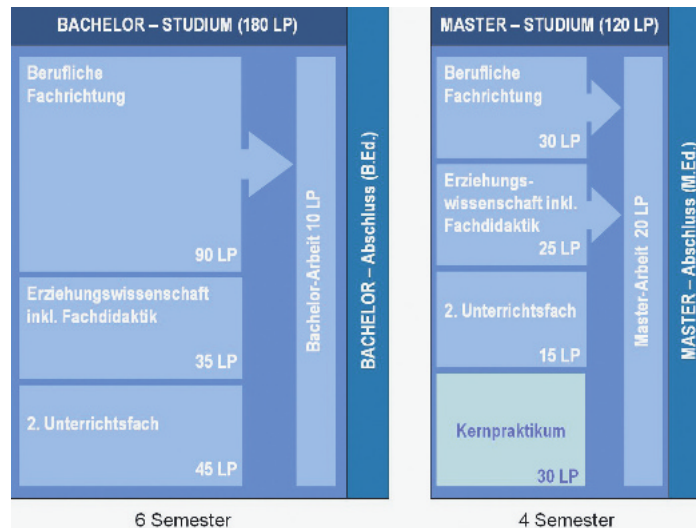 BACHELOR – STUDIUM (180 LP)
Berufliche
Fachrichtung
90 LP
Erziehungswissenschaft
inkl. Fachdidaktik
35 LP
2. Unterrichtsfach
45 LP
Bachelor-Arbeit 10 LP
BACHELOR – Abschluss (B.Ed.)
6 Semester
MASTER – STUDIUM (120 LP)
Berufliche
Fachrichtung
30 LP
Erziehungs-
wissenschaft inkl.
Fachdidaktik
25 LP
2. Unterrichtsfach
15 LP
Kernpraktikum
30 LP
Master-Arbeit 20 LP
MASTER – Abschluss (M.Ed.)
4 Semester